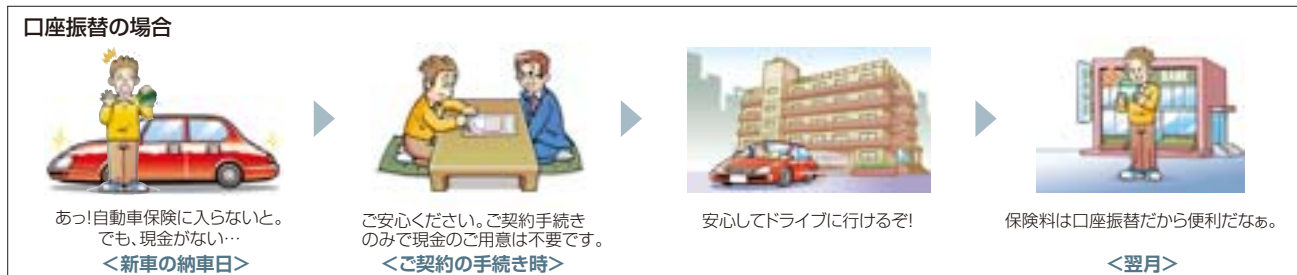 口座振替の場合
あっ!自動車保険に入らないと。
でも、現金がない…
<新車の納車日>
ご安心ください。ご契約手続き
のみで現金のご用意は不要です。
<ご契約の手続き時>
安心してドライブに行けるぞ!
保険料は口座振替だから便利だなぁ。
<翌月>